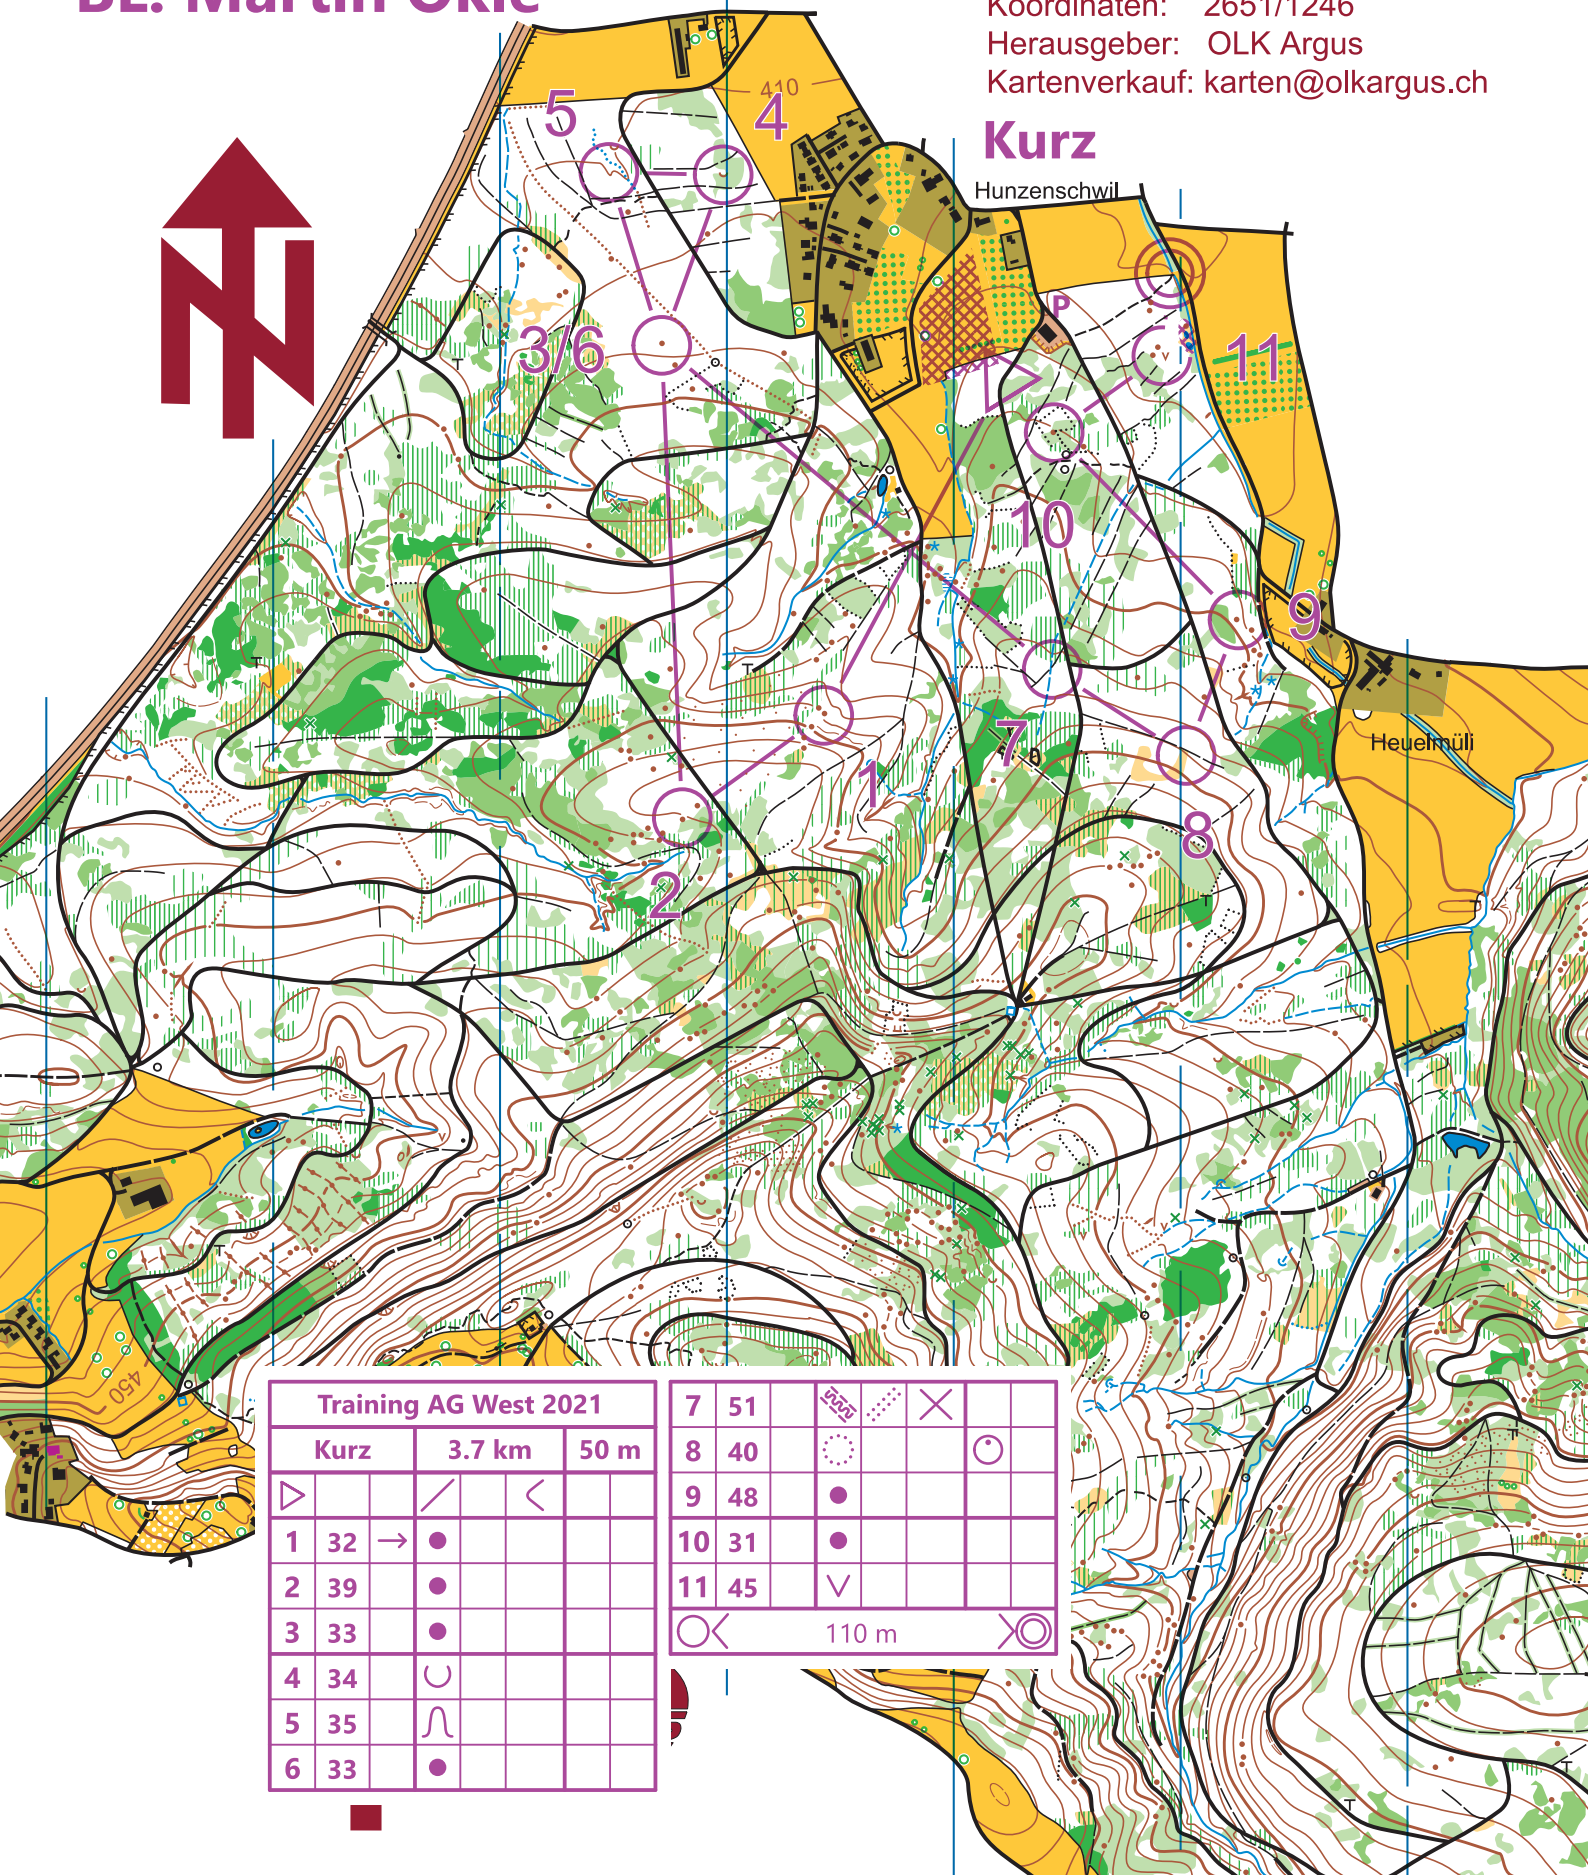 BL: Martin Okle
Koordinaten: 2651/1246
Herausgeber: OLK Argus
Kartenverkauf: karten@olkargus.ch
Kurz
Hunzenschwil
410
5
4
P
3/6
11
10
9
7
Heuelmüli
1
8
2
450
Training AG West 2021
Kurz 3.7 km 50 m
1 32
2 39
3 33
4 34
5 35
6 33
7 51
8 40
9 48
10 31
11 45
110 m